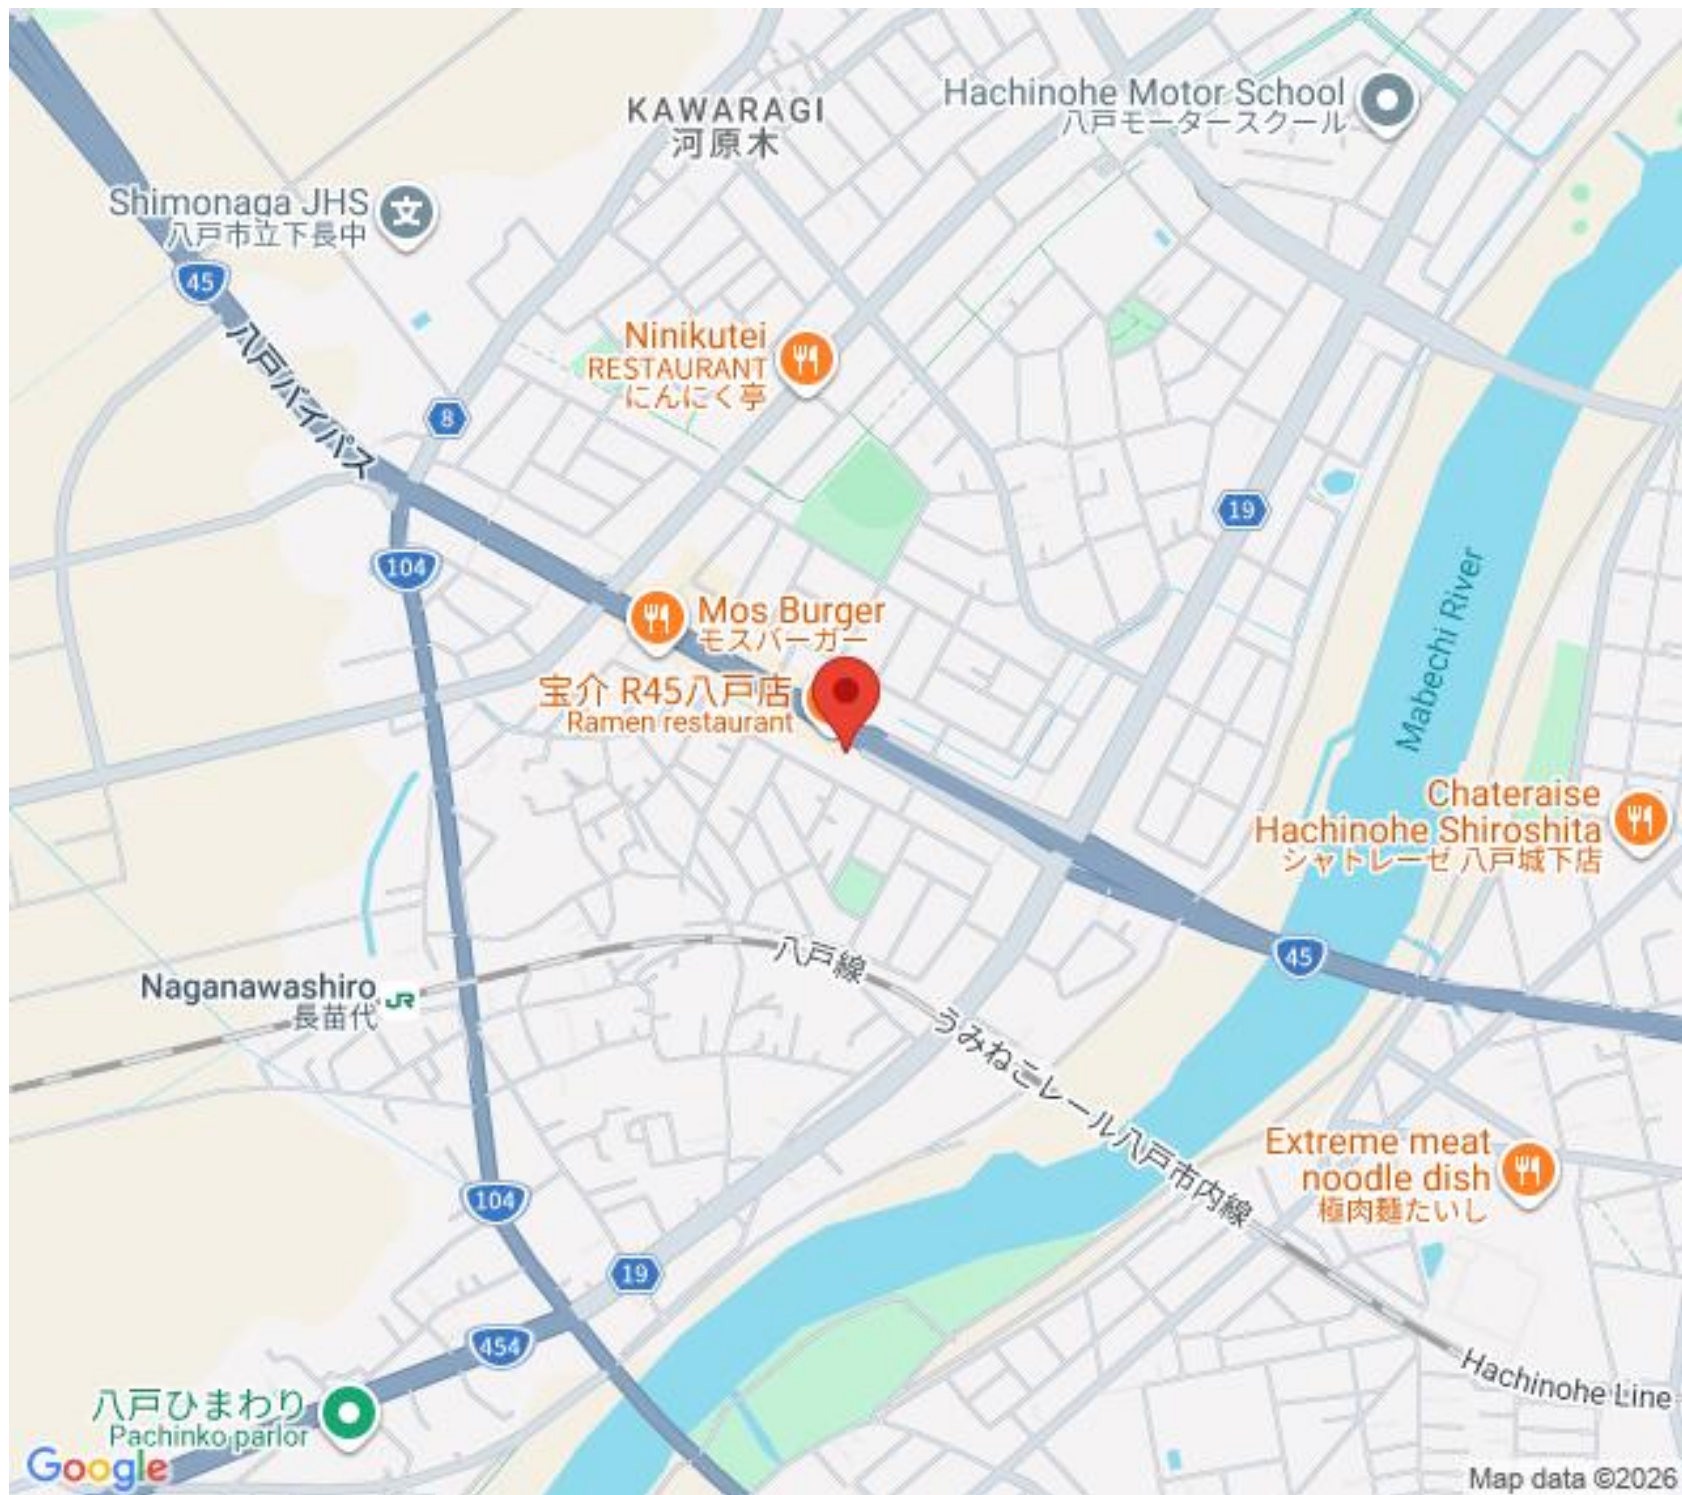 KAWARAGI
河原木
Hachinohe Motor School
八戸モータースクール
Shimonaga JHS
八戸市立下長中
文
45
八戸バイパス
Ninikutei
RESTAURANT
にんにく亭
8
19
104
Mos Burger
モスバーガー
宝介 R45八戸店
Ramen restaurant
Mabechi River
Chateraise
Hachinohe Shiroshita
シャトレーゼ 八戸城下店
45
八戸線
Naganawashiro
長苗代
JR
うみねこレール八戸市内線
Extreme meat
noodle dish
極肉麺たいし
104
19
454
Hachinohe Line
八戸ひまわり
Pachinko parlor
Google
Map data ©2026